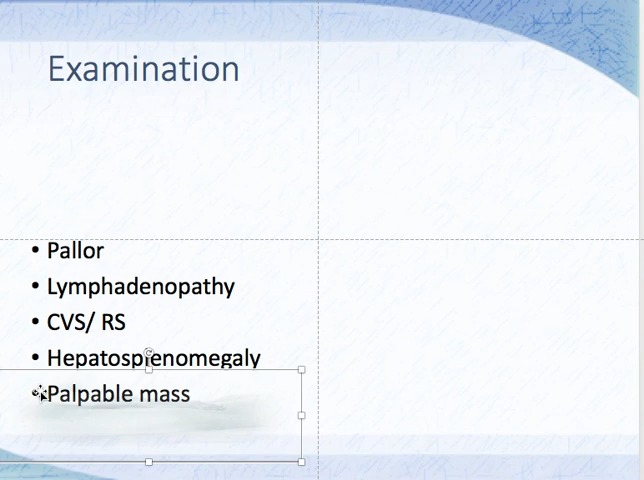 Examination
• Pallor
• Lymphadenopathy
• CVS/ RS
• Hepatosplenomegaly
• Palpable mass